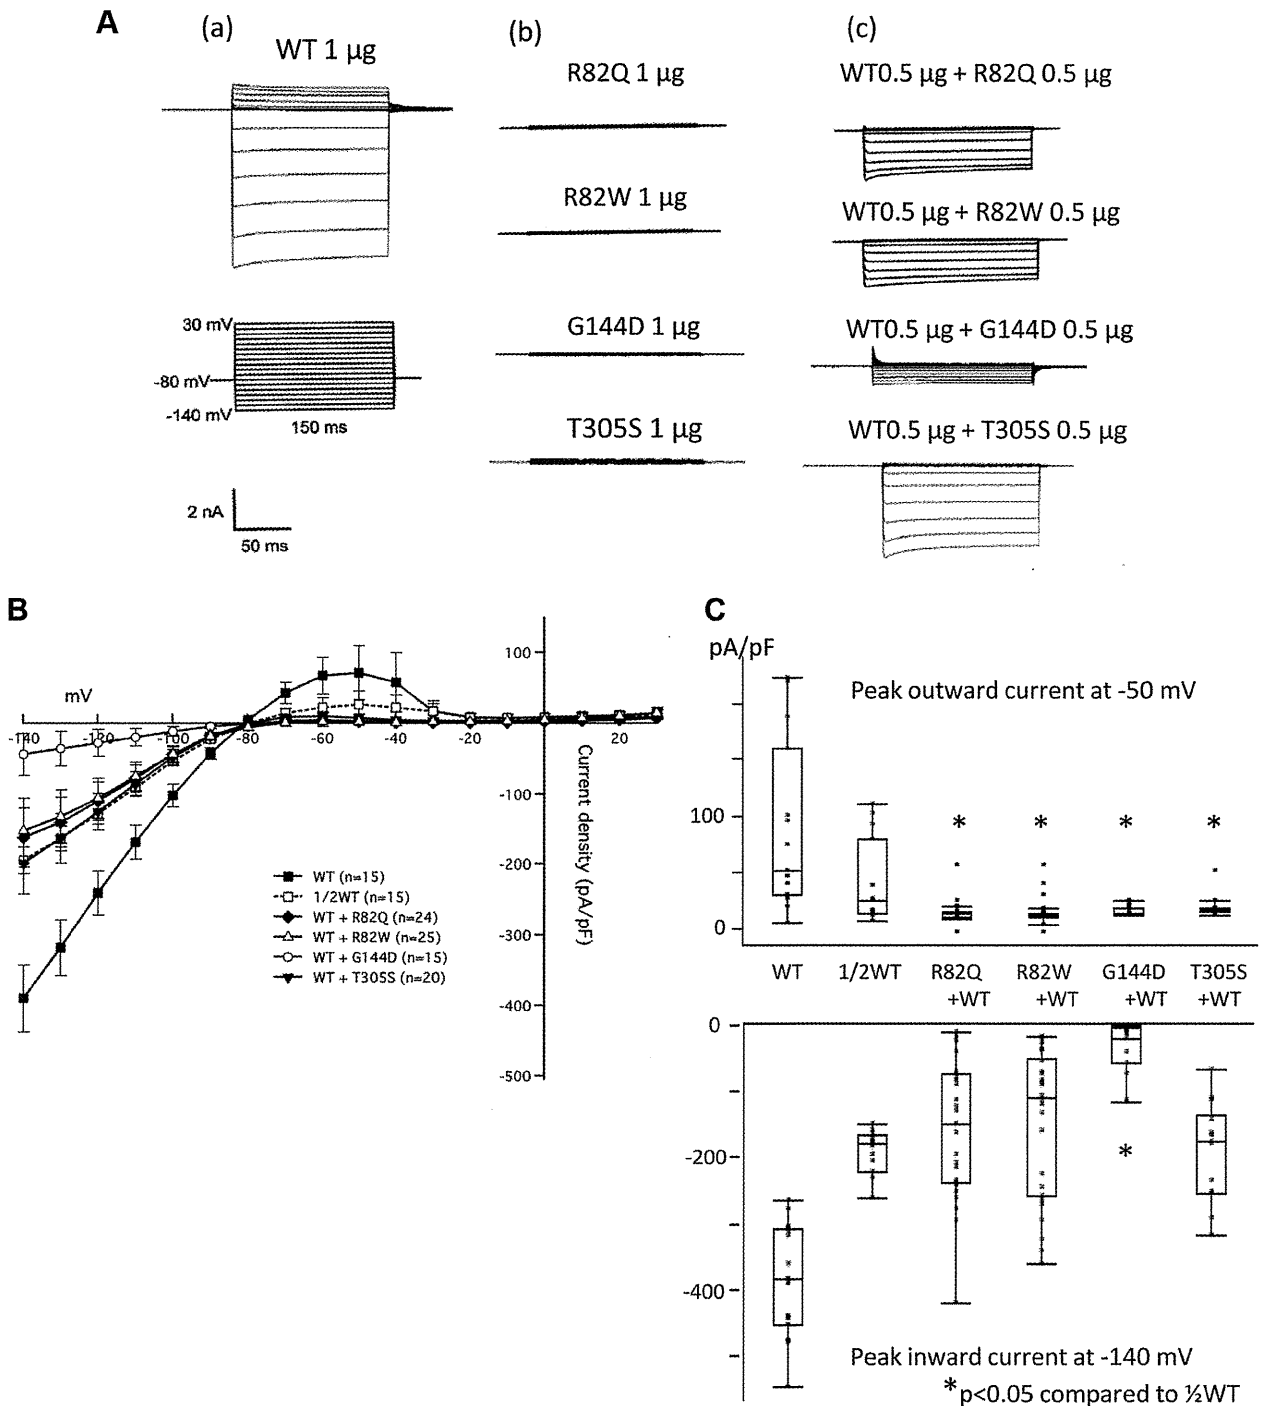 A
(a)
WT 1 µg
30 mV
-80 mV
-140 mV
150 ms
2 nA
50 ms
(b)
R82Q 1 µg
R82W 1 µg
G144D 1 µg
T305S 1 µg
(c)
WT0.5 µg + R82Q 0.5 µg
WT0.5 µg + R82W 0.5 µg
WT0.5 µg + G144D 0.5 µg
WT0.5 µg + T305S 0.5 µg
B
mV
-140 -120 -100 -80 -60 -40 -20 20
100
-100
-200
-300
-400
-500
Current density (pA/pF)
WT (n=15)
1/2WT (n=15)
WT + R82Q (n=24)
WT + R82W (n=25)
WT + G144D (n=15)
WT + T305S (n=20)
C
pA/pF
Peak outward current at -50 mV
100
* * * *
0
WT 1/2WT R82Q R82W G144D T305S
+WT +WT +WT +WT
0
-200
*
-400
Peak inward current at -140 mV
*p<0.05 compared to ½WT